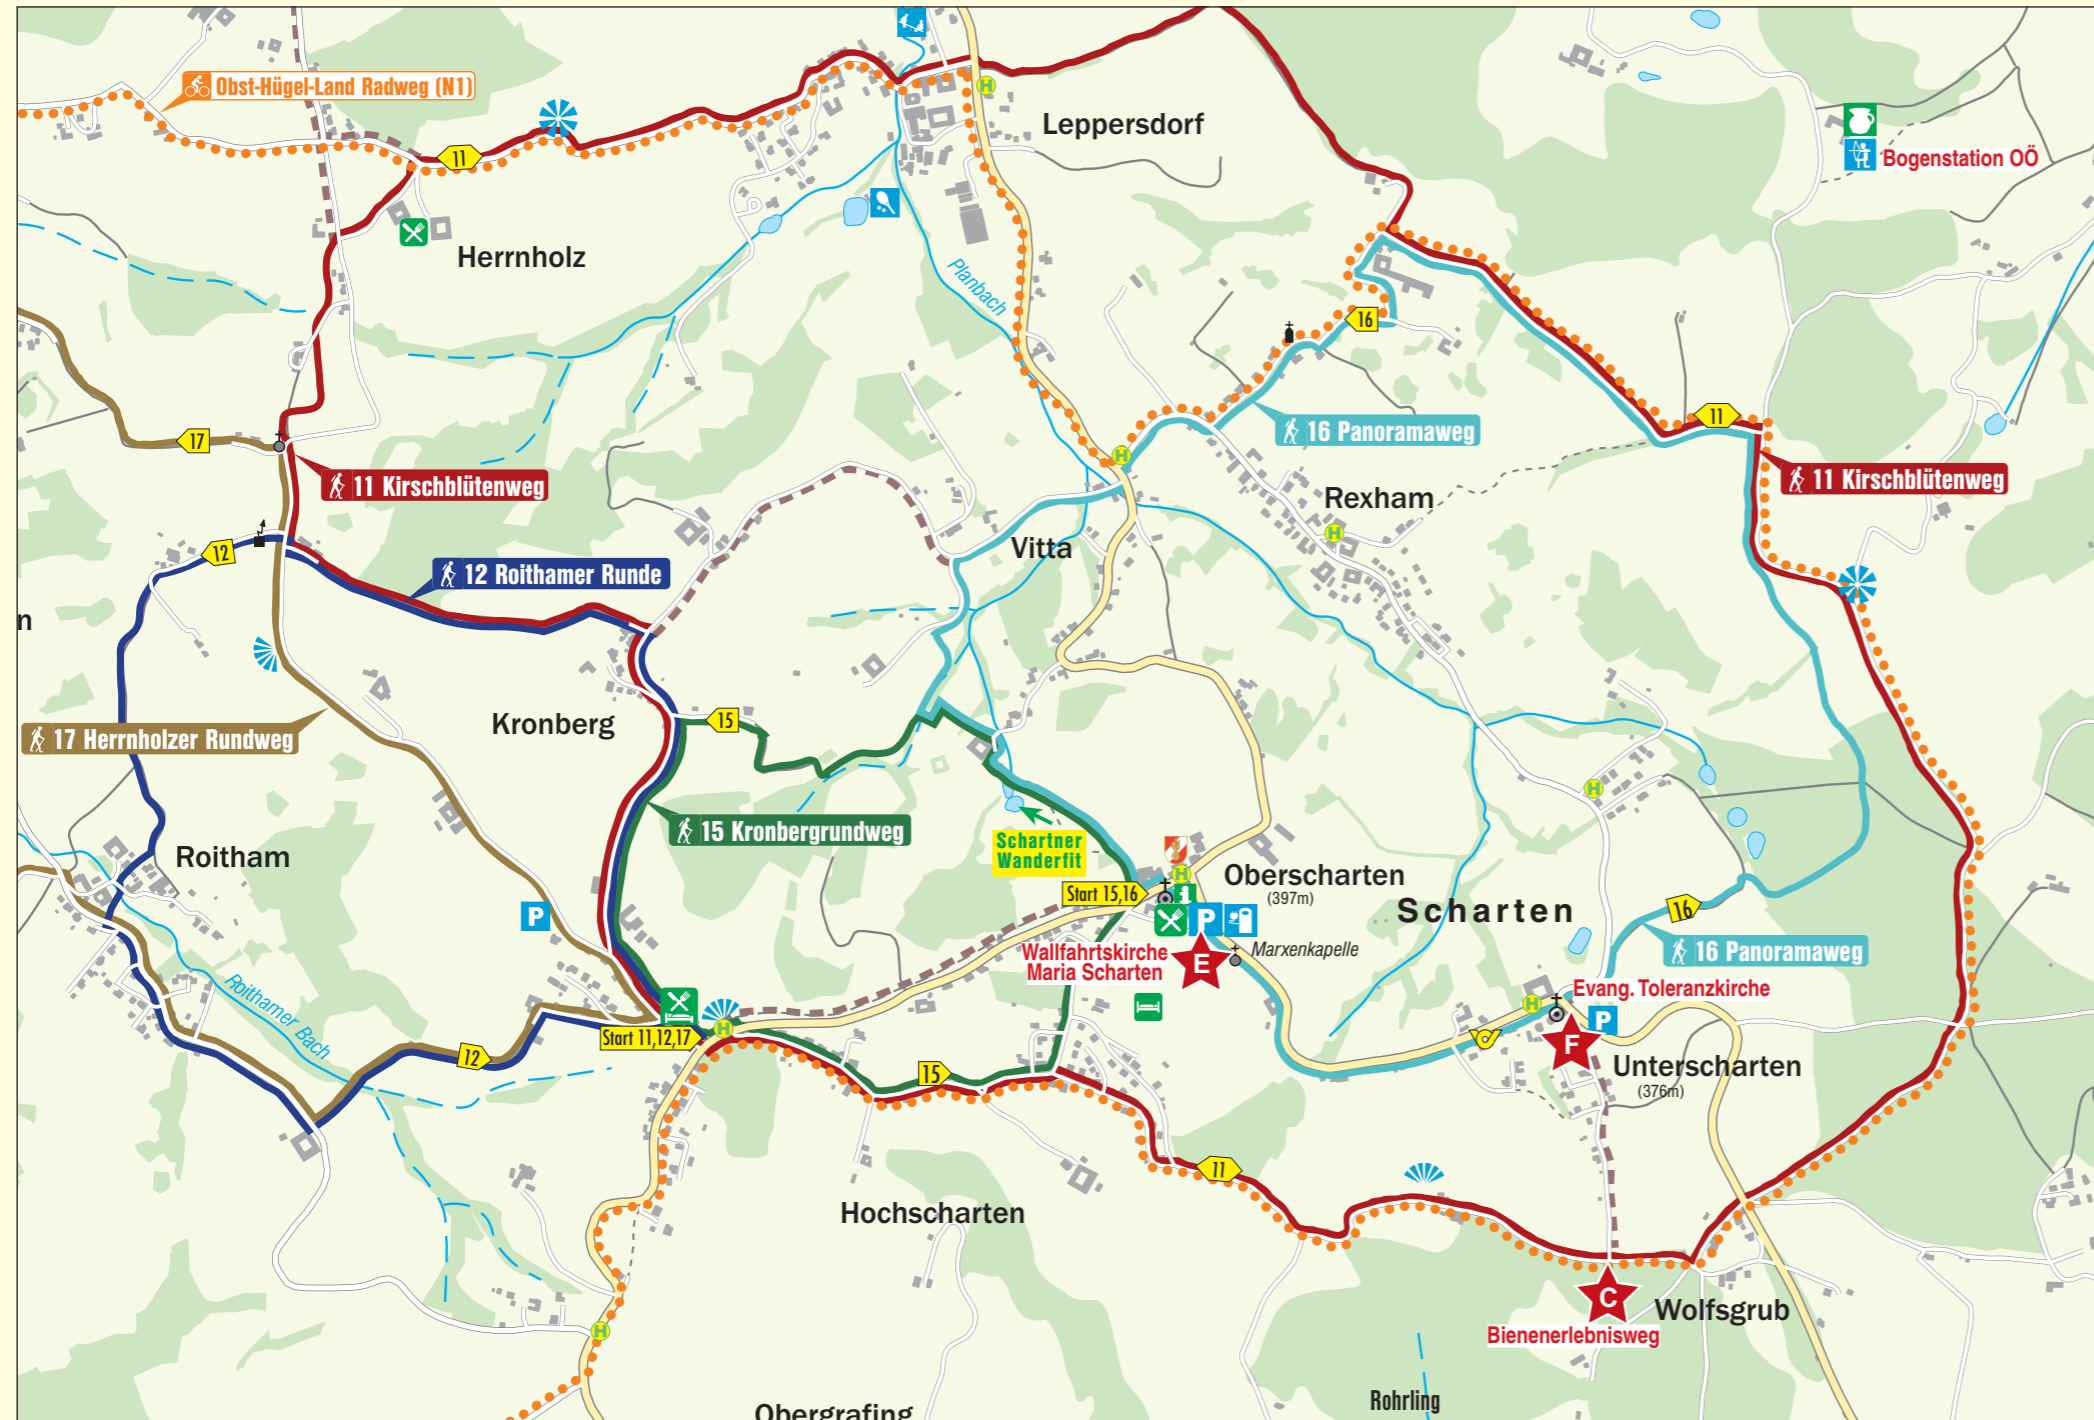 Obst-Hügel-Land Radweg (N1)
11
H
Leppersdorf
Bogenstation OÖ
Herrnholz
Planbach
16
16 Panoramaweg
11
11 Kirschblütenweg
17
11 Kirschblütenweg
H
Rexham
H
12
12 Roithamer Runde
Vitta
n
17 Herrnholzer Rundweg
Kronberg
15
15 Kronbergrundweg
H
Schartner
Wanderfit
Roitham
P
Start 15,16
H
i
Oberscharten
(397m)
P
Scharten
16
16 Panoramaweg
Wallfahrtskirche
Maria Scharten
E
Marxenkapelle
Roithamer Bach
Evang. Toleranzkirche
H
P
F
Unterscharten
(376m)
Start 11,12,17
H
12
15
11
Hochscharten
C
Wolfsgrub
Bienenerlebnisweg
H
Rohrling
Obergrafing